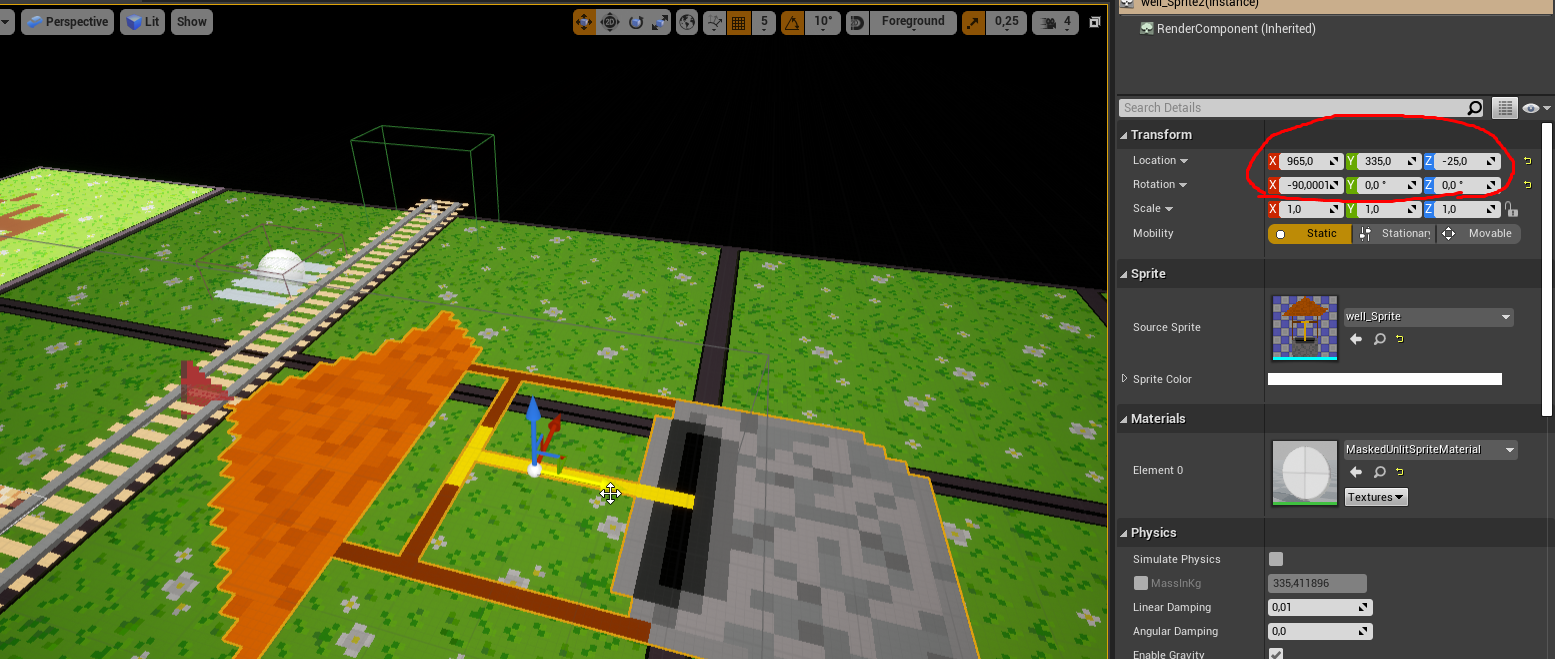 Perspective Lit Show 5 10° Foreground 0,25 4
well_Sprite2(Instance)
RenderComponent (Inherited)
Search Details
Transform
Location X 965,0 Y 335,0 Z -25,0
Rotation X -90,0001 Y 0,0 ° Z 0,0 °
Scale X 1,0 Y 1,0 Z 1,0
Mobility Static Stationary Movable
Sprite
Source Sprite well_Sprite
Sprite Color
Materials
Element 0 MaskedUnlitSpriteMaterial
Textures
Physics
Simulate Physics
MassInKg 335,411896
Linear Damping 0,01
Angular Damping 0,0
Enable Gravity